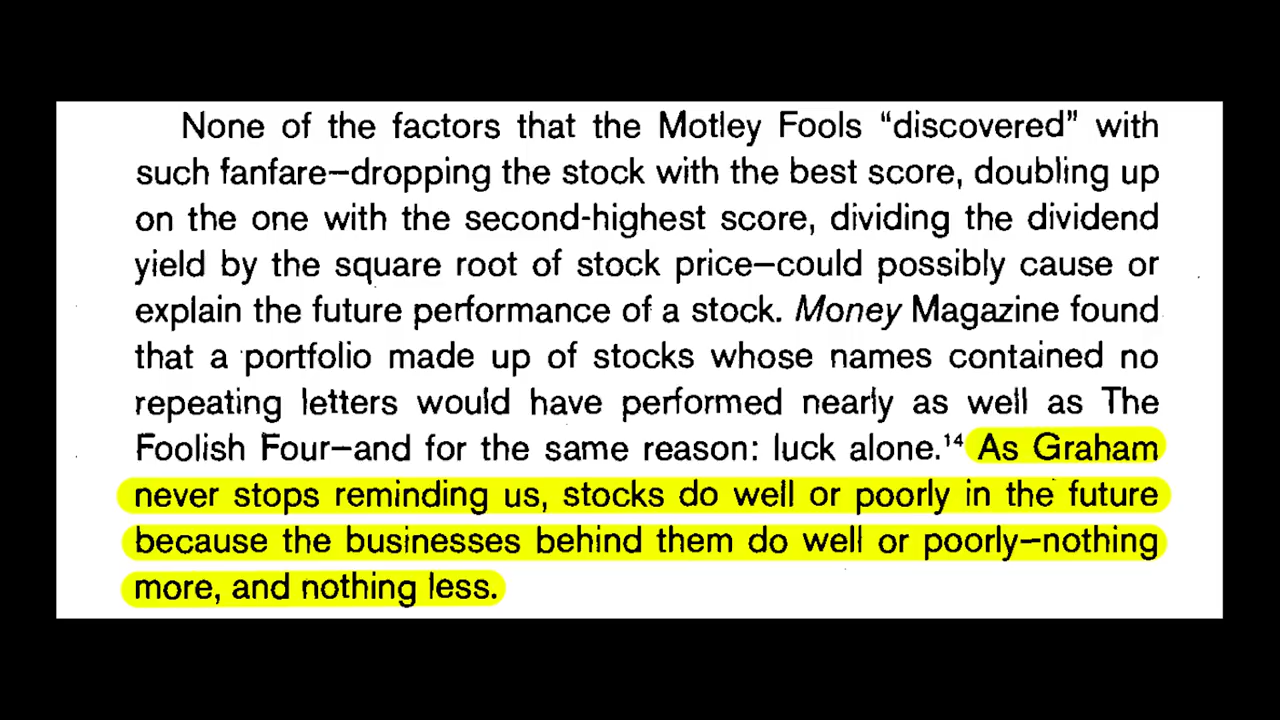 None of the factors that the Motley Fools “discovered” with
such fanfare—dropping the stock with the best score, doubling up
on the one with the second-highest score, dividing the dividend
yield by the square root of stock price—could possibly cause or
explain the future performance of a stock. Money Magazine found
that a portfolio made up of stocks whose names contained no
repeating letters would have performed nearly as well as The
Foolish Four—and for the same reason: luck alone.¹⁴ As Graham
never stops reminding us, stocks do well or poorly in the future
because the businesses behind them do well or poorly—nothing
more, and nothing less.